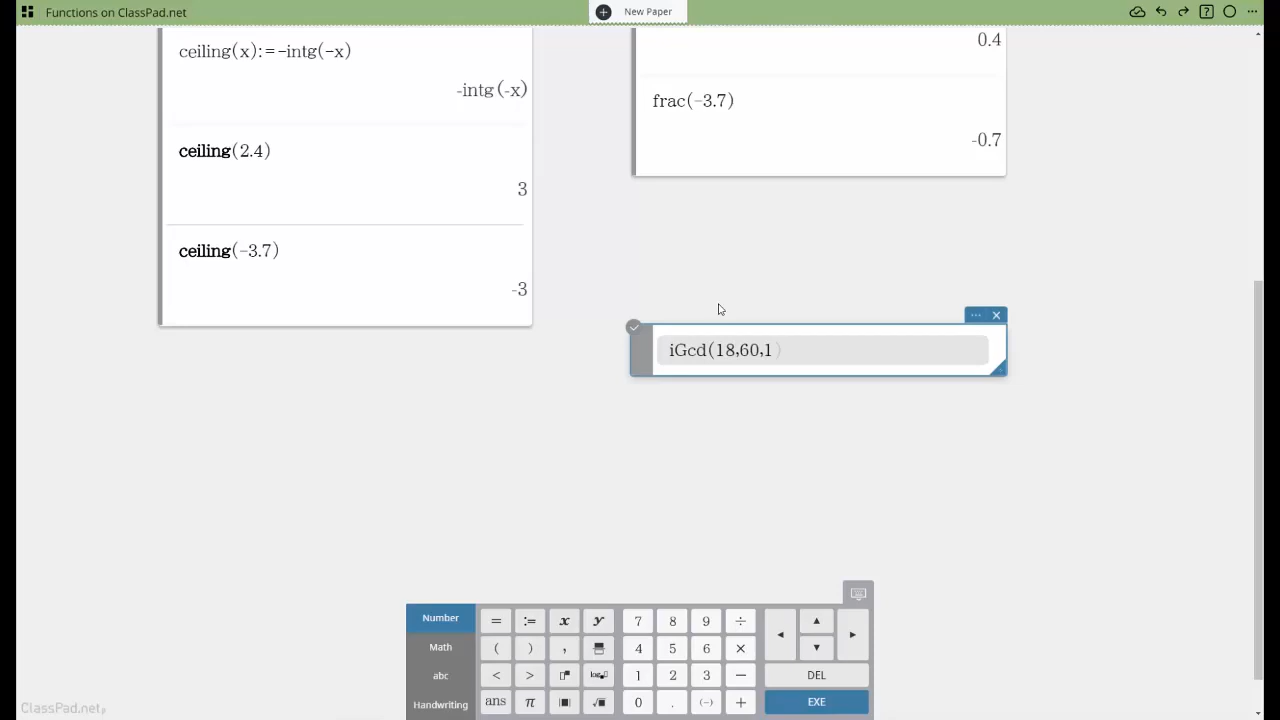 Functions on ClassPad.net
New Paper
ceiling(x):=-intg(-x)
-intg(-x)
ceiling(2.4)
3
ceiling(-3.7)
-3
0.4
frac(-3.7)
-0.7
iGcd(18,60,1)
Number
Math
abc
Handwriting
= := x y 7 8 9 ÷
( ) , 4 5 6 ×
< > log 1 2 3 −
ans π 0 . (−) +
DEL
EXE
ClassPad.net